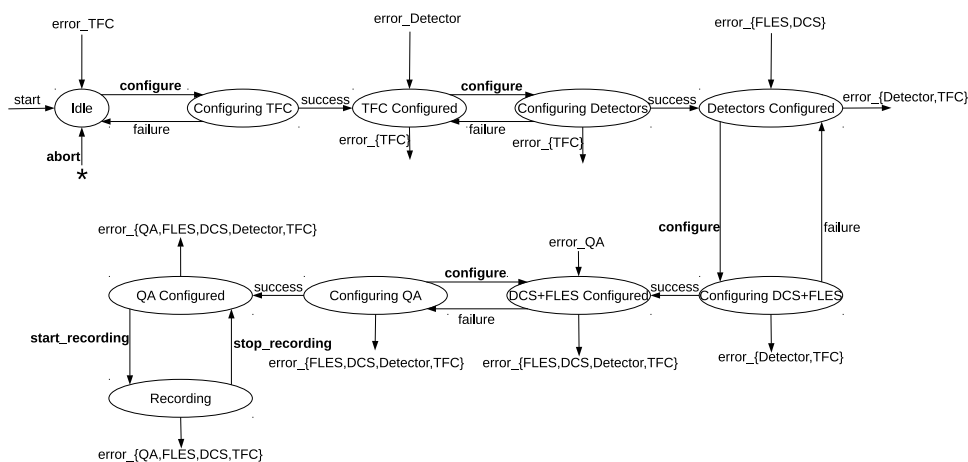 error_TFC
error_Detector
error_{FLES,DCS}
start
Idle
configure
Configuring TFC
success
TFC Configured
configure
Configuring Detectors
success
Detectors Configured
error_{Detector,TFC}
failure
failure
error_{TFC}
error_{TFC}
abort
*
configure
failure
error_{QA,FLES,DCS,Detector,TFC}
error_QA
QA Configured
success
Configuring QA
configure
DCS+FLES Configured
success
Configuring DCS+FLES
failure
start_recording
stop_recording
error_{FLES,DCS,Detector,TFC}
error_{FLES,DCS,Detector,TFC}
error_{Detector,TFC}
Recording
error_{QA,FLES,DCS,TFC}